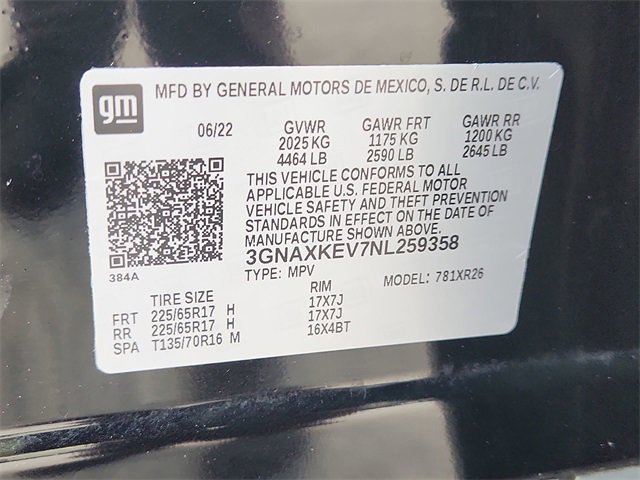 gm
MFD BY GENERAL MOTORS DE MEXICO, S. DE R.L. DE C.V.
06/22 GVWR GAWR FRT GAWR RR
2025 KG 1175 KG 1200 KG
4464 LB 2590 LB 2645 LB
THIS VEHICLE CONFORMS TO ALL
APPLICABLE U.S. FEDERAL MOTOR
VEHICLE SAFETY AND THEFT PREVENTION
STANDARDS IN EFFECT ON THE DATE OF
MANUFACTURE SHOWN ABOVE.
3GNAXKEV7NL259358
384A
TYPE: MPV MODEL: 781XR26
TIRE SIZE RIM
FRT 225/65R17 H 17X7J
RR 225/65R17 H 17X7J
SPA T135/70R16 M 16X4BT